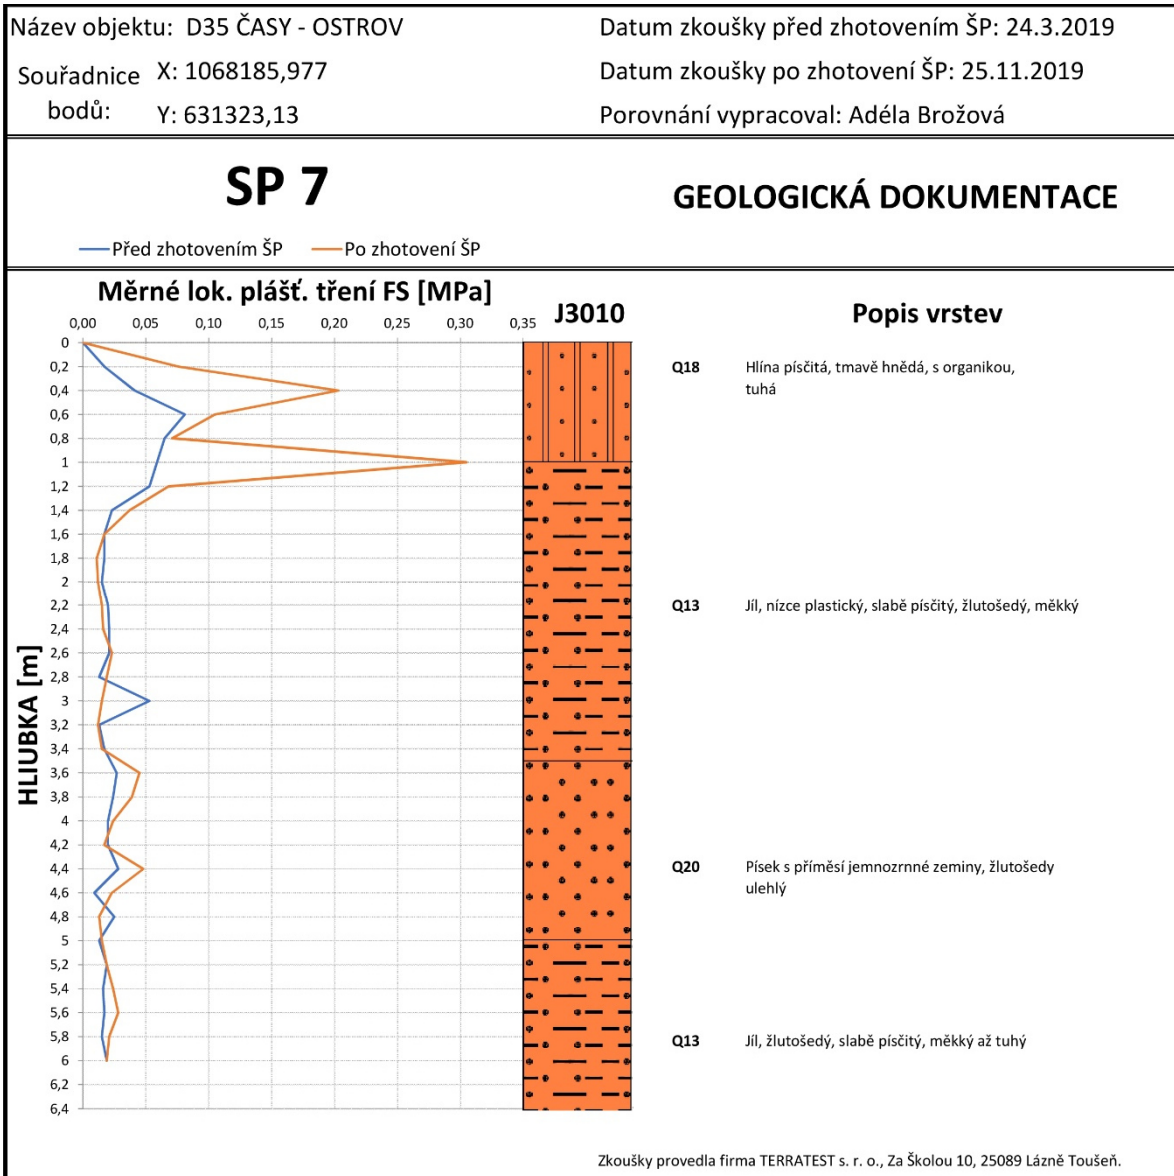 Název objektu: D35 ČASY - OSTROV
Datum zkoušky před zhotovením ŠP: 24.3.2019
Souřadnice bodů:
X: 1068185,977
Datum zkoušky po zhotovení ŠP: 25.11.2019
Y: 631323,13
Porovnání vypracoval: Adéla Brožová
SP 7
GEOLOGICKÁ DOKUMENTACE
Před zhotovením ŠP
Po zhotovení ŠP
Měrné lok. plášť. tření FS [MPa]
J3010
Popis vrstev
0,00 0,05 0,10 0,15 0,20 0,25 0,30 0,35
HLIUBKA [m]
0
0,2
0,4
0,6
0,8
1
1,2
1,4
1,6
1,8
2
2,2
2,4
2,6
2,8
3
3,2
3,4
3,6
3,8
4
4,2
4,4
4,6
4,8
5
5,2
5,4
5,6
5,8
6
6,2
6,4
Q18
Hlína písčitá, tmavě hnědá, s organikou,
tuhá
Q13
Jíl, nízce plastický, slabě písčitý, žlutošedý, měkký
Q20
Písek s příměsí jemnozrnné zeminy, žlutošedy
ulehlý
Q13
Jíl, žlutošedý, slabě písčitý, měkký až tuhý
Zkoušky provedla firma TERRATEST s. r. o., Za Školou 10, 25089 Lázně Toušeň.